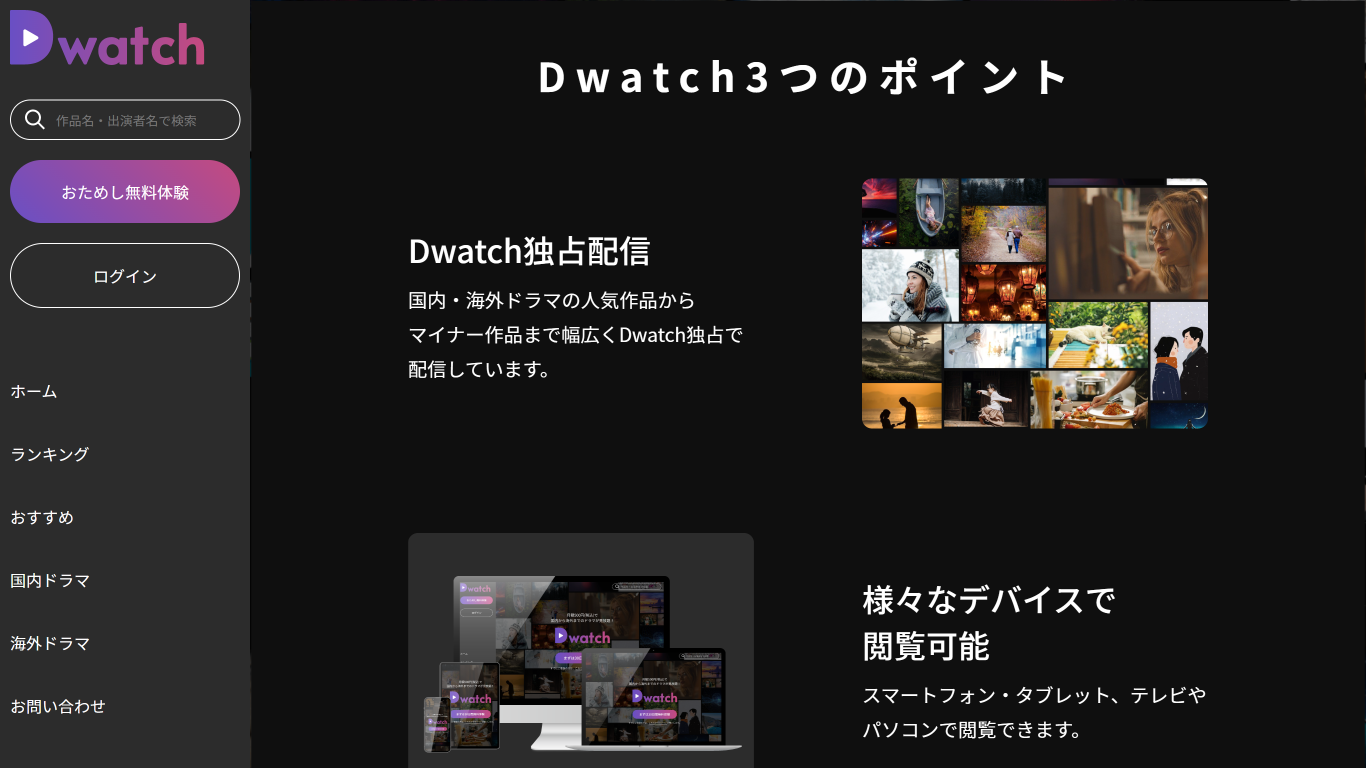 Dwatch
作品名・出演者名で検索
おためし無料体験
ログイン
ホーム
ランキング
おすすめ
国内ドラマ
海外ドラマ
お問い合わせ
Dwatch3つのポイント
Dwatch独占配信
国内・海外ドラマの人気作品から
マイナー作品まで幅広くDwatch独占で
配信しています。
Dwatch
Dwatch
Dwatch
様々なデバイスで
閲覧可能
スマートフォン・タブレット、テレビや
パソコンで閲覧できます。